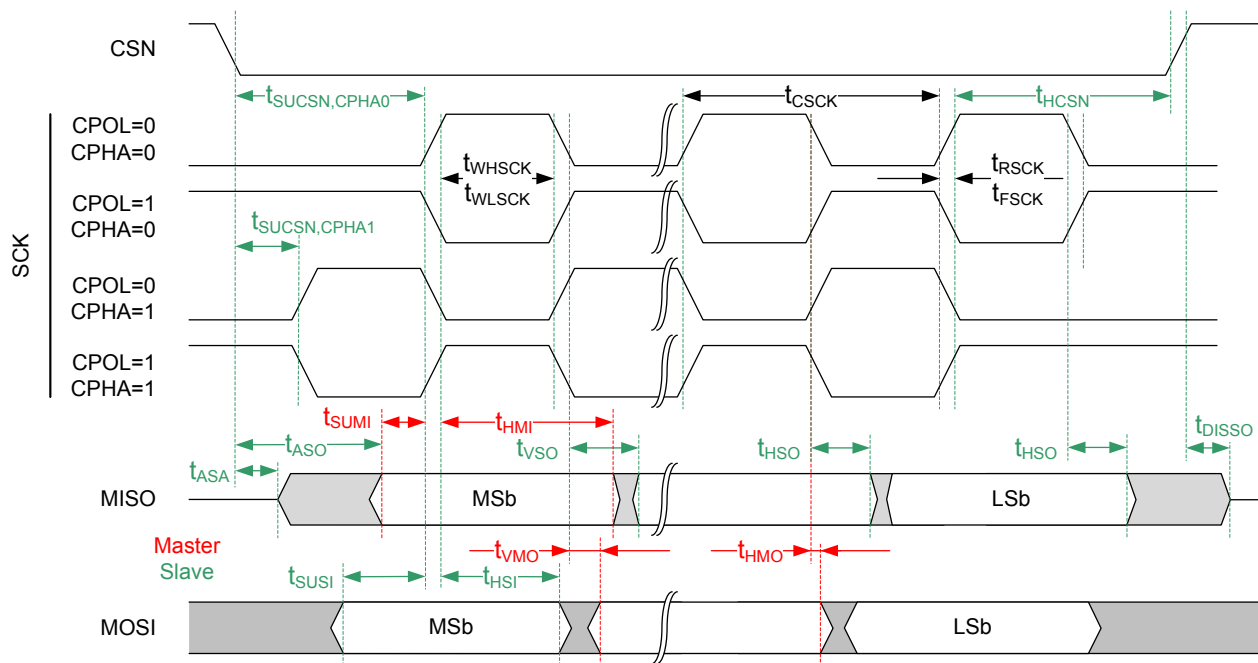 CSN
tSUCSN,CPHA0
tCSCK
tHCSN
SCK
CPOL=0
CPHA=0
tWHSCK
tWLSCK
tRSCK
tFSCK
CPOL=1
CPHA=0
tSUCSN,CPHA1
CPOL=0
CPHA=1
CPOL=1
CPHA=1
tSUMI
tHMI
tASO
tVSO
tHSO
tHSO
tDISSO
tASA
MISO
MSb
LSb
Master
Slave
tVMO
tHMO
tSUSI
tHSI
MOSI
MSb
LSb